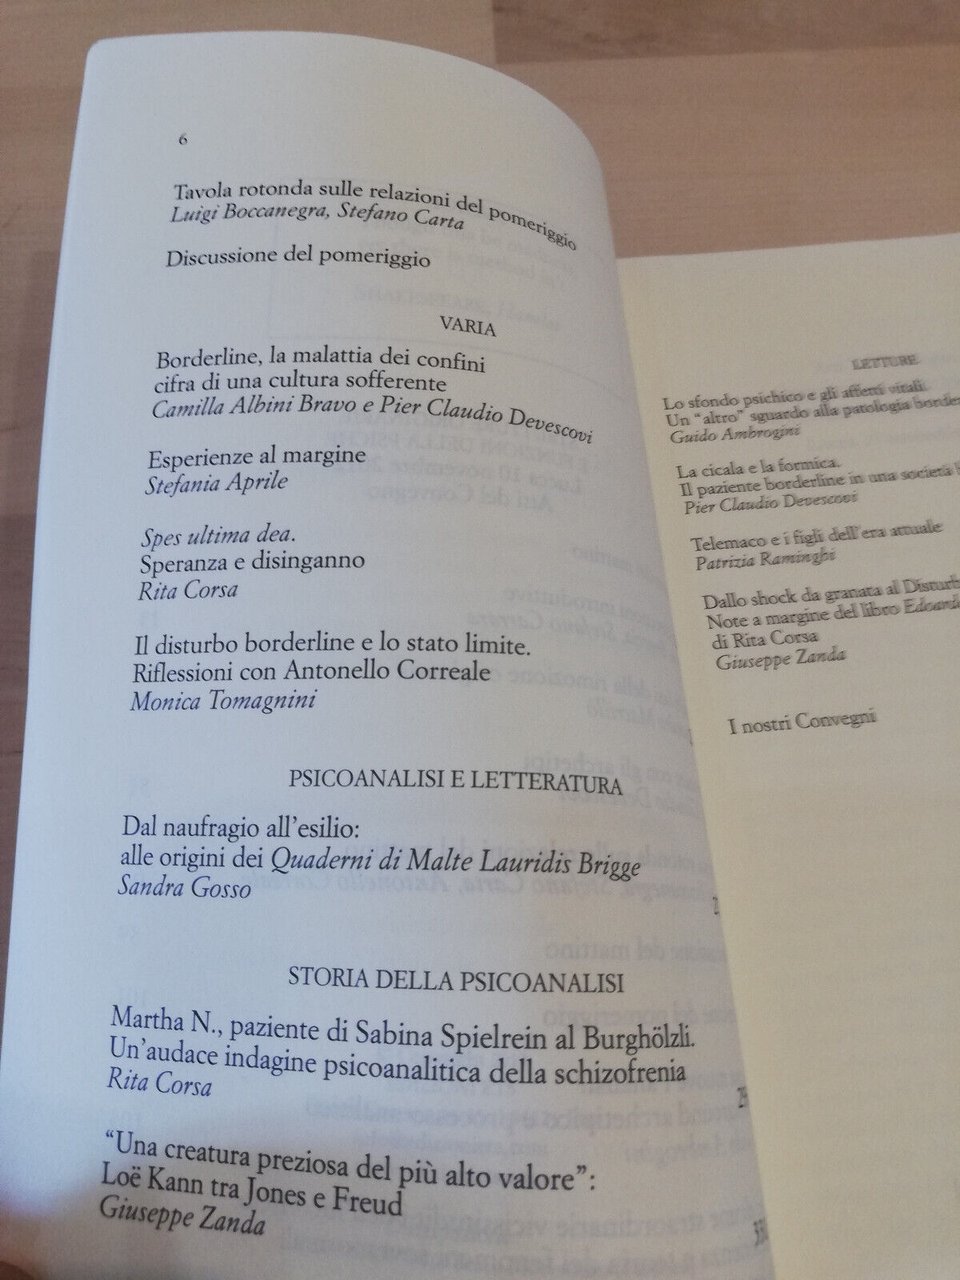 6
Tavola rotonda sulle relazioni del pomeriggio
Luigi Boccanegra, Stefano Carta
Discussione del pomeriggio
VARIA
Borderline, la malattia dei confini
cifra di una cultura sofferente
Camilla Albini Bravo e Pier Claudio Devescovi
Esperienze al margine
Stefania Aprile
Spes ultima dea.
Speranza e disinganno
Rita Corsa
Il disturbo borderline e lo stato limite.
Riflessioni con Antonello Correale
Monica Tomagnini
PSICOANALISI E LETTERATURA
Dal naufragio all'esilio:
alle origini dei Quaderni di Malte Lauridis Brigge
Sandra Gosso
STORIA DELLA PSICOANALISI
Martha N., paziente di Sabina Spielrein al Burghölzli.
Un'audace indagine psicoanalitica della schizofrenia
Rita Corsa
"Una creatura preziosa del più alto valore":
Loë Kann tra Jones e Freud
Giuseppe Zanda
LETTURE
Lo sfondo psichico e gli affetti vitali.
Un "altro" sguardo alla patologia border
Guido Ambrogini
La cicala e la formica.
Il paziente borderline in una società
Pier Claudio Devescovi
Telemaco e i figli dell'era attuale
Patrizia Raminghi
Dallo shock da granata al Disturb
Note a margine del libro Edoard
di Rita Corsa
Giuseppe Zanda
I nostri Convegni